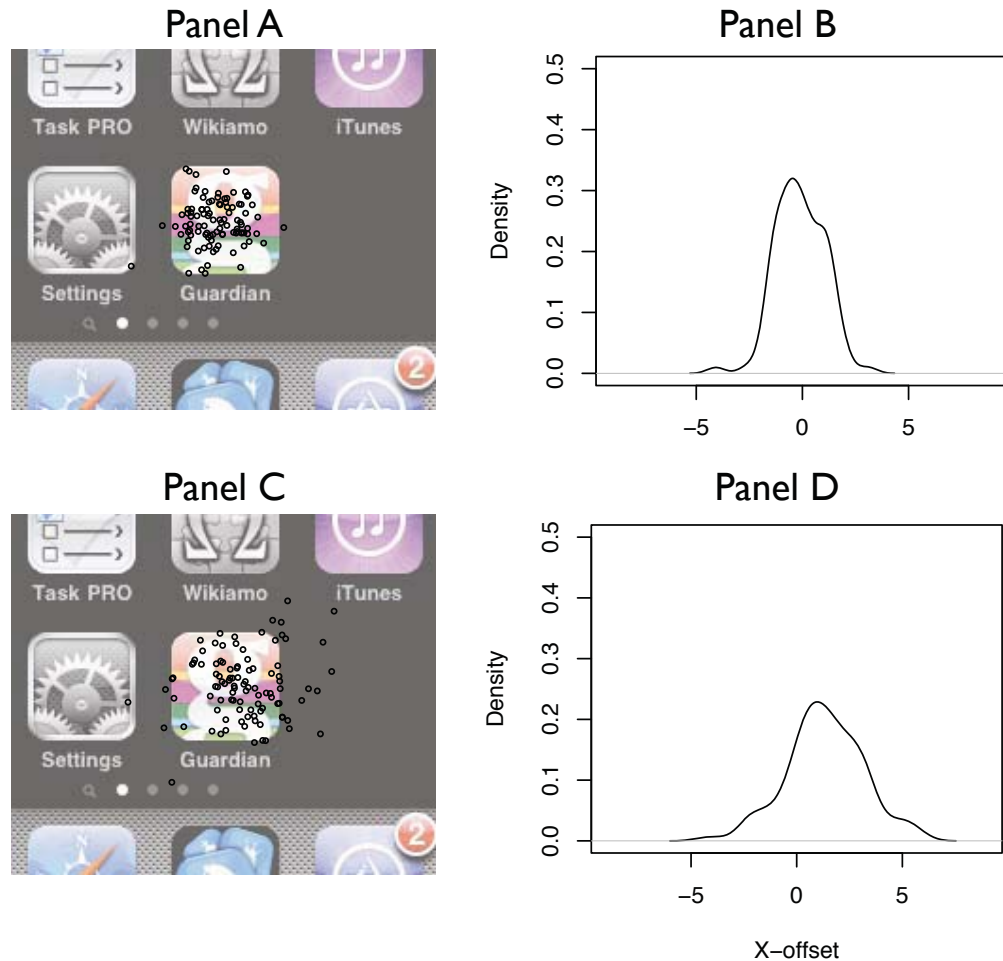 Panel A
Task PRO Wikiamo iTunes
Settings Guardian
2
Panel B
0.5
0.4
0.3
0.2
0.1
0.0
Density
−5 0 5
Panel C
Task PRO Wikiamo iTunes
Settings Guardian
2
Panel D
0.5
0.4
0.3
0.2
0.1
0.0
Density
−5 0 5
X−offset